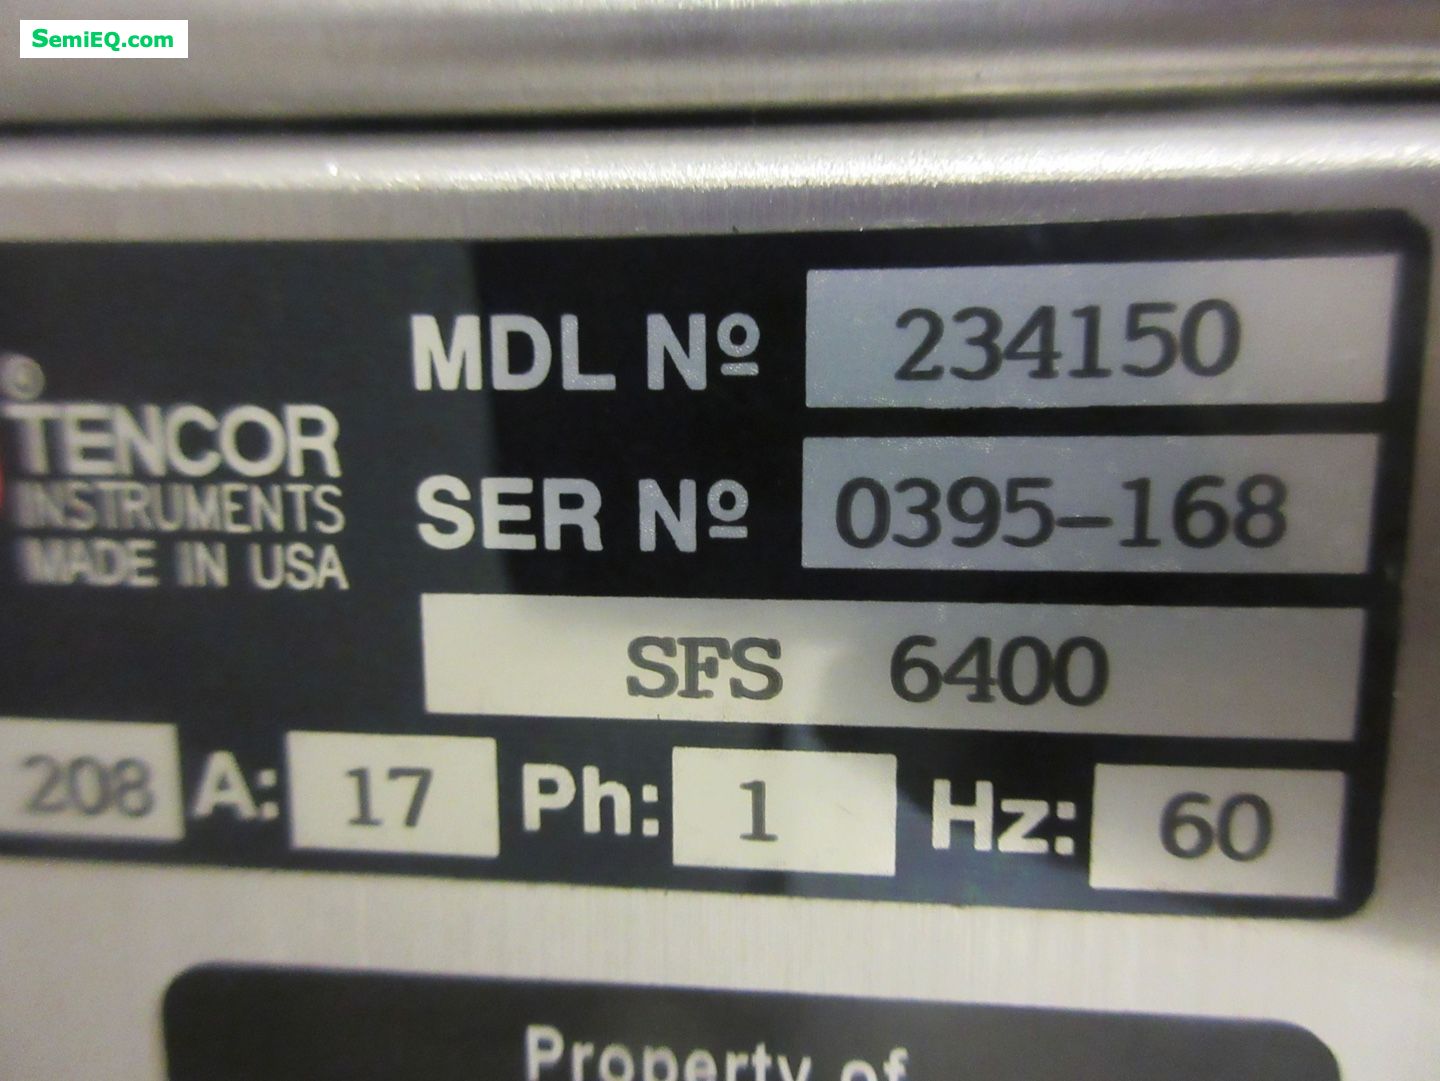 SemiEQ.com
MDL Nº 234150
TENCOR
INSTRUMENTS
MADE IN USA
SER Nº 0395-168
SFS 6400
208 A: 17 Ph: 1 Hz: 60
Property of